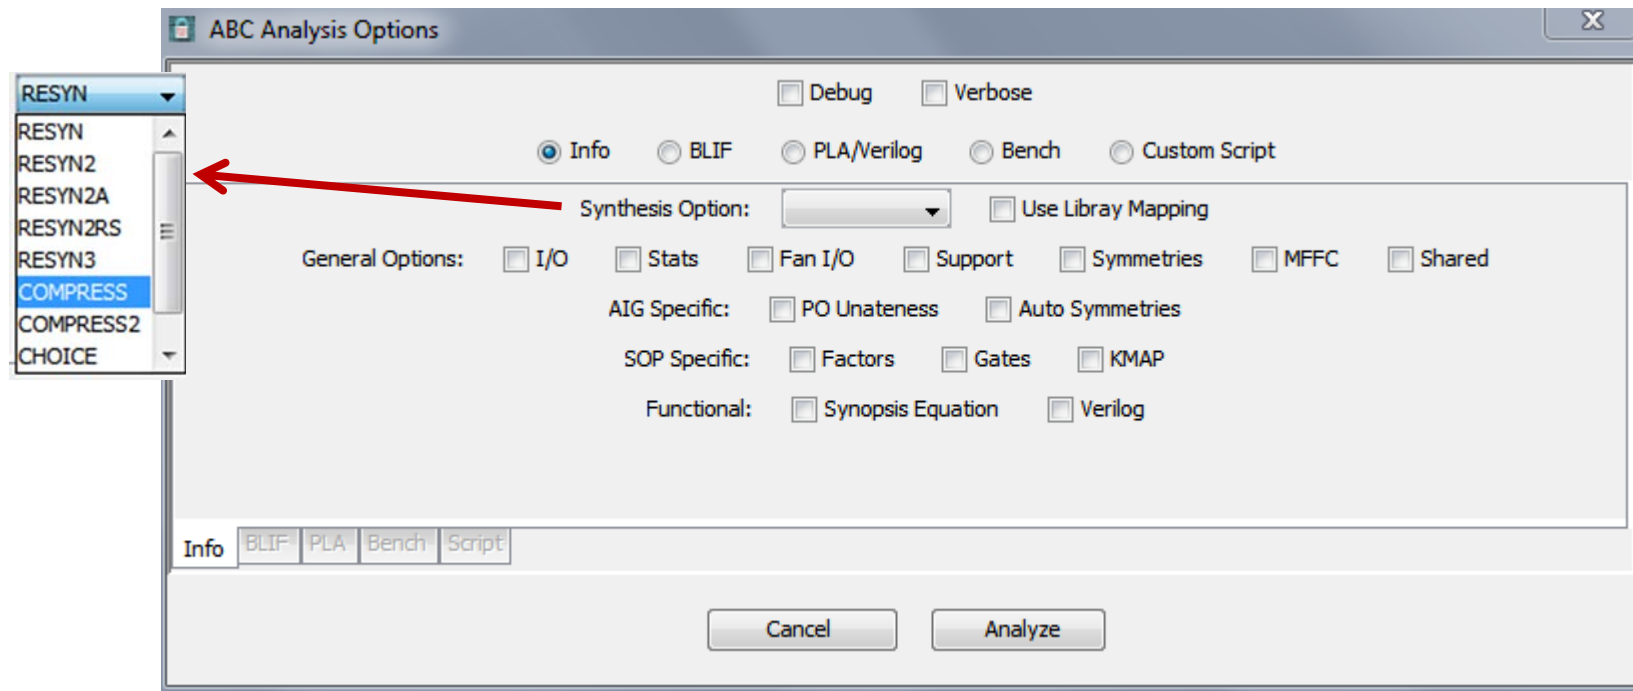 ABC Analysis Options
RESYN
RESYN
RESYN2
RESYN2A
RESYN2RS
RESYN3
COMPRESS
COMPRESS2
CHOICE
Debug Verbose
Info BLIF PLA/Verilog Bench Custom Script
Synthesis Option: Use Libray Mapping
General Options: I/O Stats Fan I/O Support Symmetries MFFC Shared
AIG Specific: PO Unateness Auto Symmetries
SOP Specific: Factors Gates KMAP
Functional: Synopsis Equation Verilog
Info BLIF PLA Bench Script
Cancel Analyze